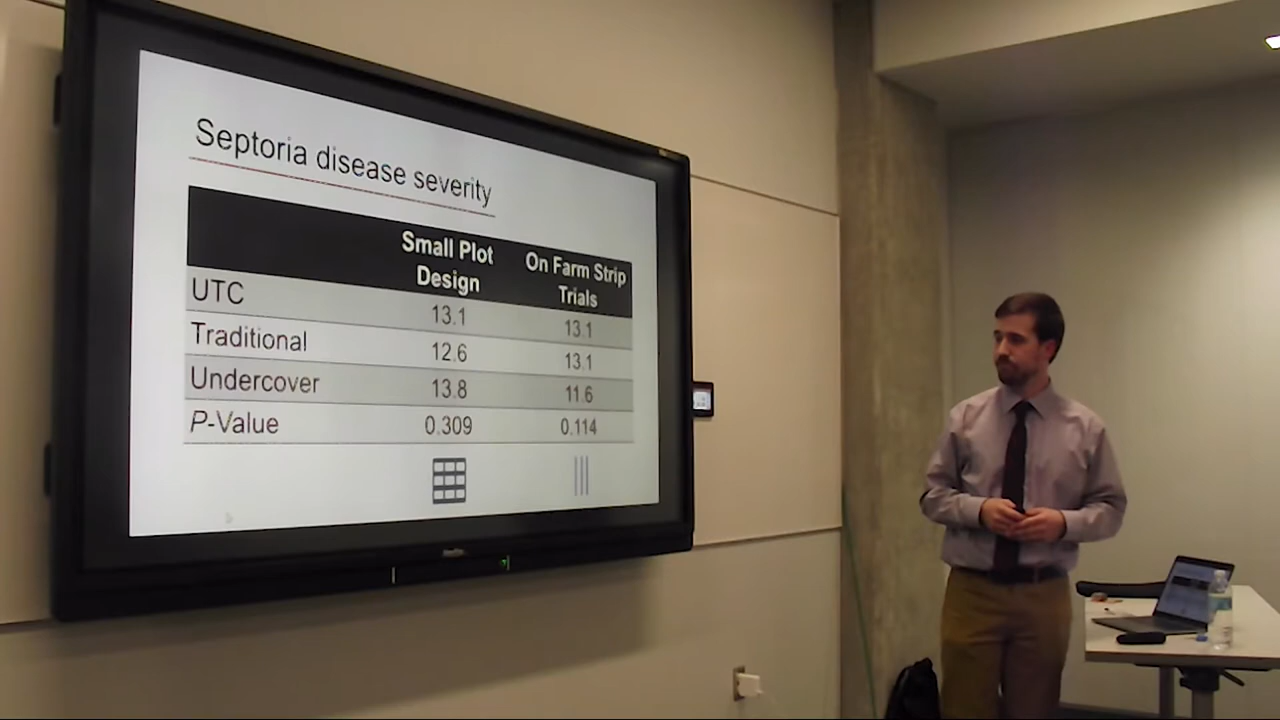 Septoria disease severity
Small Plot Design
On Farm Strip Trials
UTC 13.1 13.1
Traditional 12.6 13.1
Undercover 13.8 11.6
P-Value 0.309 0.114